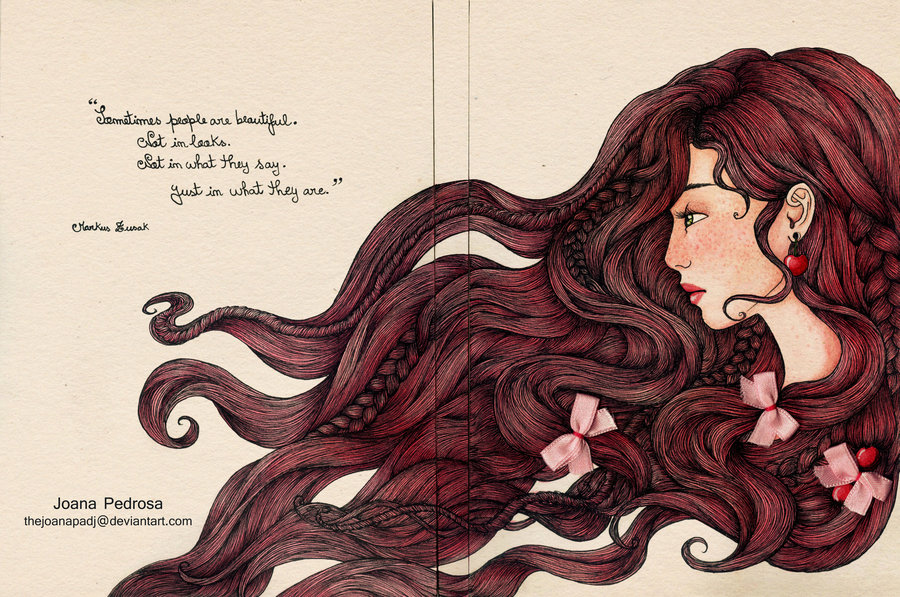 “Sometimes people are beautiful.
Not in looks.
Not in what they say.
Just in what they are.”
Markus Zusak
Joana Pedrosa
thejoanapadj@deviantart.com